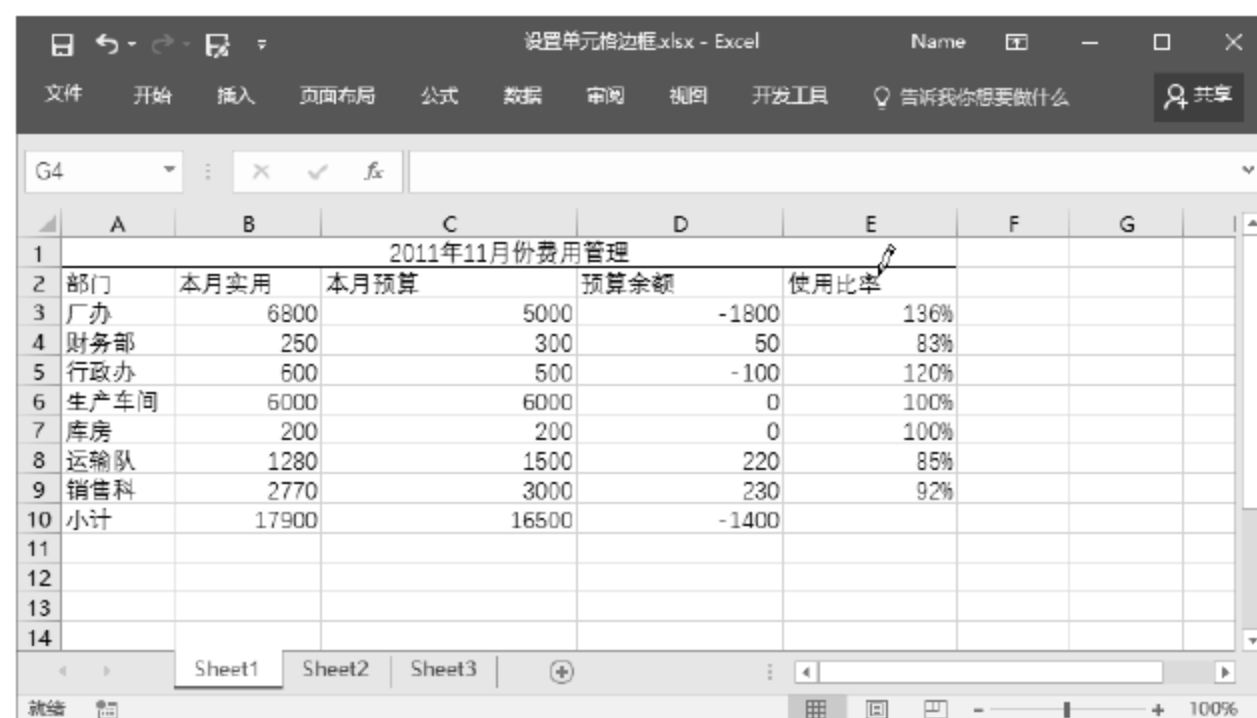 设置单元格边框.xlsx - Excel Name
文件 开始 插入 页面布局 公式 数据 审阅 视图 开发工具 告诉我你想要做什么 共享
G4 fx
A B C D E F G
1 2011年11月份费用管理
2 部门 本月实用 本月预算 预算余额 使用比率
3 厂办 6800 5000 -1800 136%
4 财务部 250 300 50 83%
5 行政办 600 500 -100 120%
6 生产车间 6000 6000 0 100%
7 库房 200 200 0 100%
8 运输队 1280 1500 220 85%
9 销售科 2770 3000 230 92%
10 小计 17900 16500 -1400
11
12
13
14
Sheet1 Sheet2 Sheet3
就绪 100%